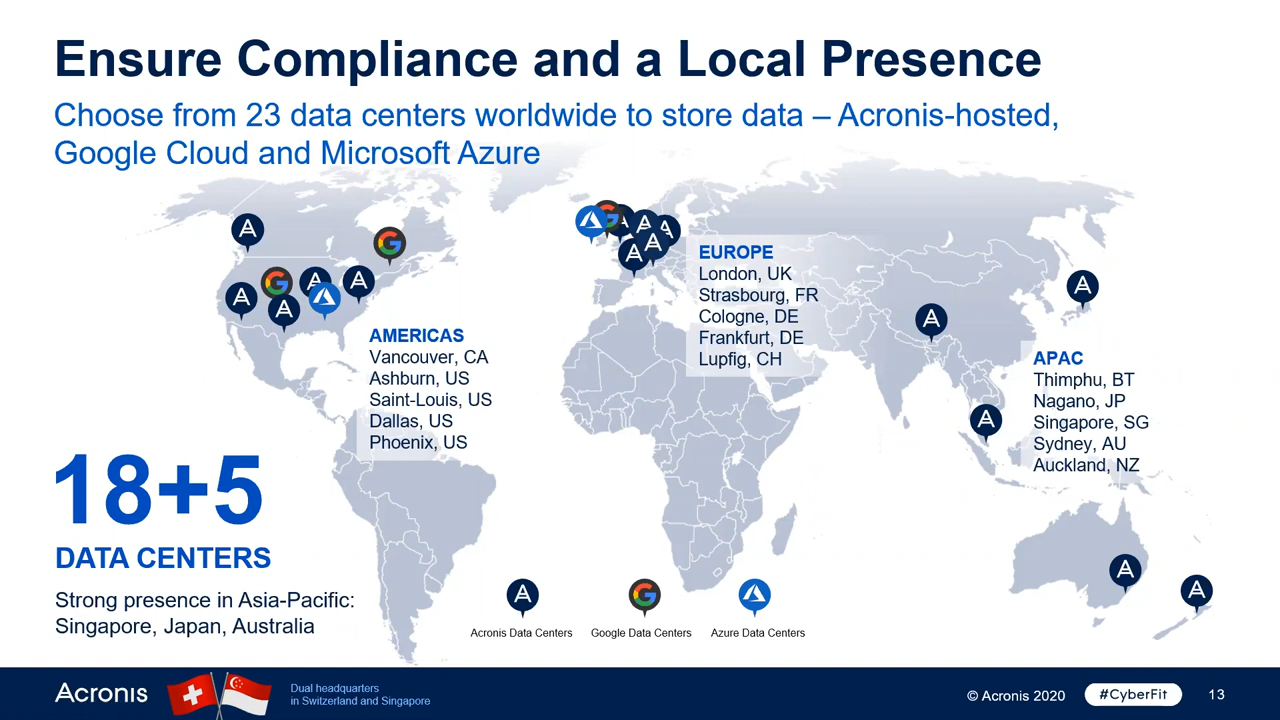 Ensure Compliance and a Local Presence
Choose from 23 data centers worldwide to store data – Acronis-hosted,
Google Cloud and Microsoft Azure
EUROPE
London, UK
Strasbourg, FR
Cologne, DE
Frankfurt, DE
Lupfig, CH
AMERICAS
Vancouver, CA
Ashburn, US
Saint-Louis, US
Dallas, US
Phoenix, US
APAC
Thimphu, BT
Nagano, JP
Singapore, SG
Sydney, AU
Auckland, NZ
18+5
DATA CENTERS
Strong presence in Asia-Pacific:
Singapore, Japan, Australia
Acronis Data Centers
Google Data Centers
Azure Data Centers
Acronis
Dual headquarters
in Switzerland and Singapore
© Acronis 2020
#CyberFit
13